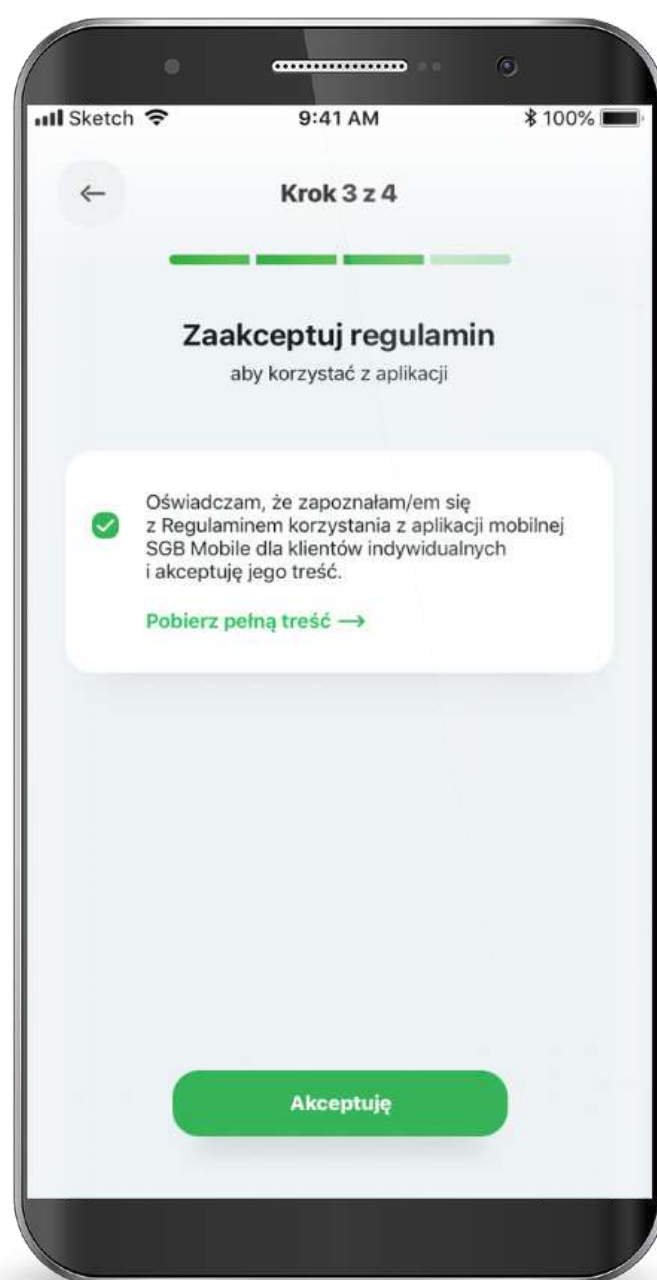 Sketch 9:41 AM 100%
Krok 3 z 4
Zaakceptuj regulamin
aby korzystać z aplikacji
Oświadczam, że zapoznałam/em się
z Regulaminem korzystania z aplikacji mobilnej
SGB Mobile dla klientów indywidualnych
i akceptuję jego treść.
Pobierz pełną treść →
Akceptuję